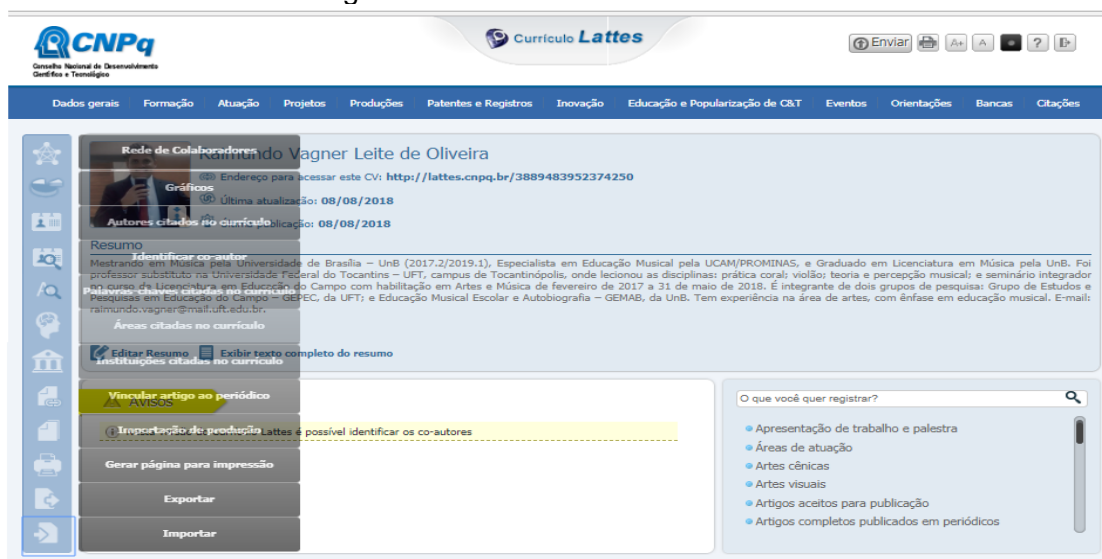 CNPq
Conselho Nacional de Desenvolvimento
Científico e Tecnológico
Currículo Lattes
Enviar A+ A ?
Dados gerais Formação Atuação Projetos Produções Patentes e Registros Inovação Educação e Popularização de C&T Eventos Orientações Bancas Citações
Rede de Colaboradores
Raimundo Vagner Leite de Oliveira
Endereço para acessar este CV: http://lattes.cnpq.br/3889483952374250
Gráficos
Última atualização: 08/08/2018
Autores citados no currículo
publicação: 08/08/2018
Resumo
Identificar co-autor
Mestrando em Música pela Universidade de Brasília – UnB (2017.2/2019.1), Especialista em Educação Musical pela UCAM/PROMINAS, e Graduado em Licenciatura em Música pela UnB. Foi
professor substituto na Universidade Federal do Tocantins – UFT, campus de Tocantinópolis, onde lecionou as disciplinas: prática coral; violão; teoria e percepção musical; e seminário integrador
no curso de Licenciatura em Educação do Campo com habilitação em Artes e Música de fevereiro de 2017 a 31 de maio de 2018. É integrante de dois grupos de pesquisa: Grupo de Estudos e
Palavras-chaves citadas no currículo
Pesquisas em Educação do Campo – GEPEC, da UFT; e Educação Musical Escolar e Autobiografia – GEMAB, da UnB. Tem experiência na área de artes, com ênfase em educação musical. E-mail:
raimundo.vagner@mail.uft.edu.br.
Áreas citadas no currículo
Editar Resumo Exibir texto completo do resumo
Instituições citadas no currículo
Vincular artigo ao periódico
Avisos
Importação de produção
Lattes é possível identificar os co-autores
Gerar página para impressão
Exportar
Importar
O que você quer registrar?
Apresentação de trabalho e palestra
Áreas de atuação
Artes cênicas
Artes visuais
Artigos aceitos para publicação
Artigos completos publicados em periódicos